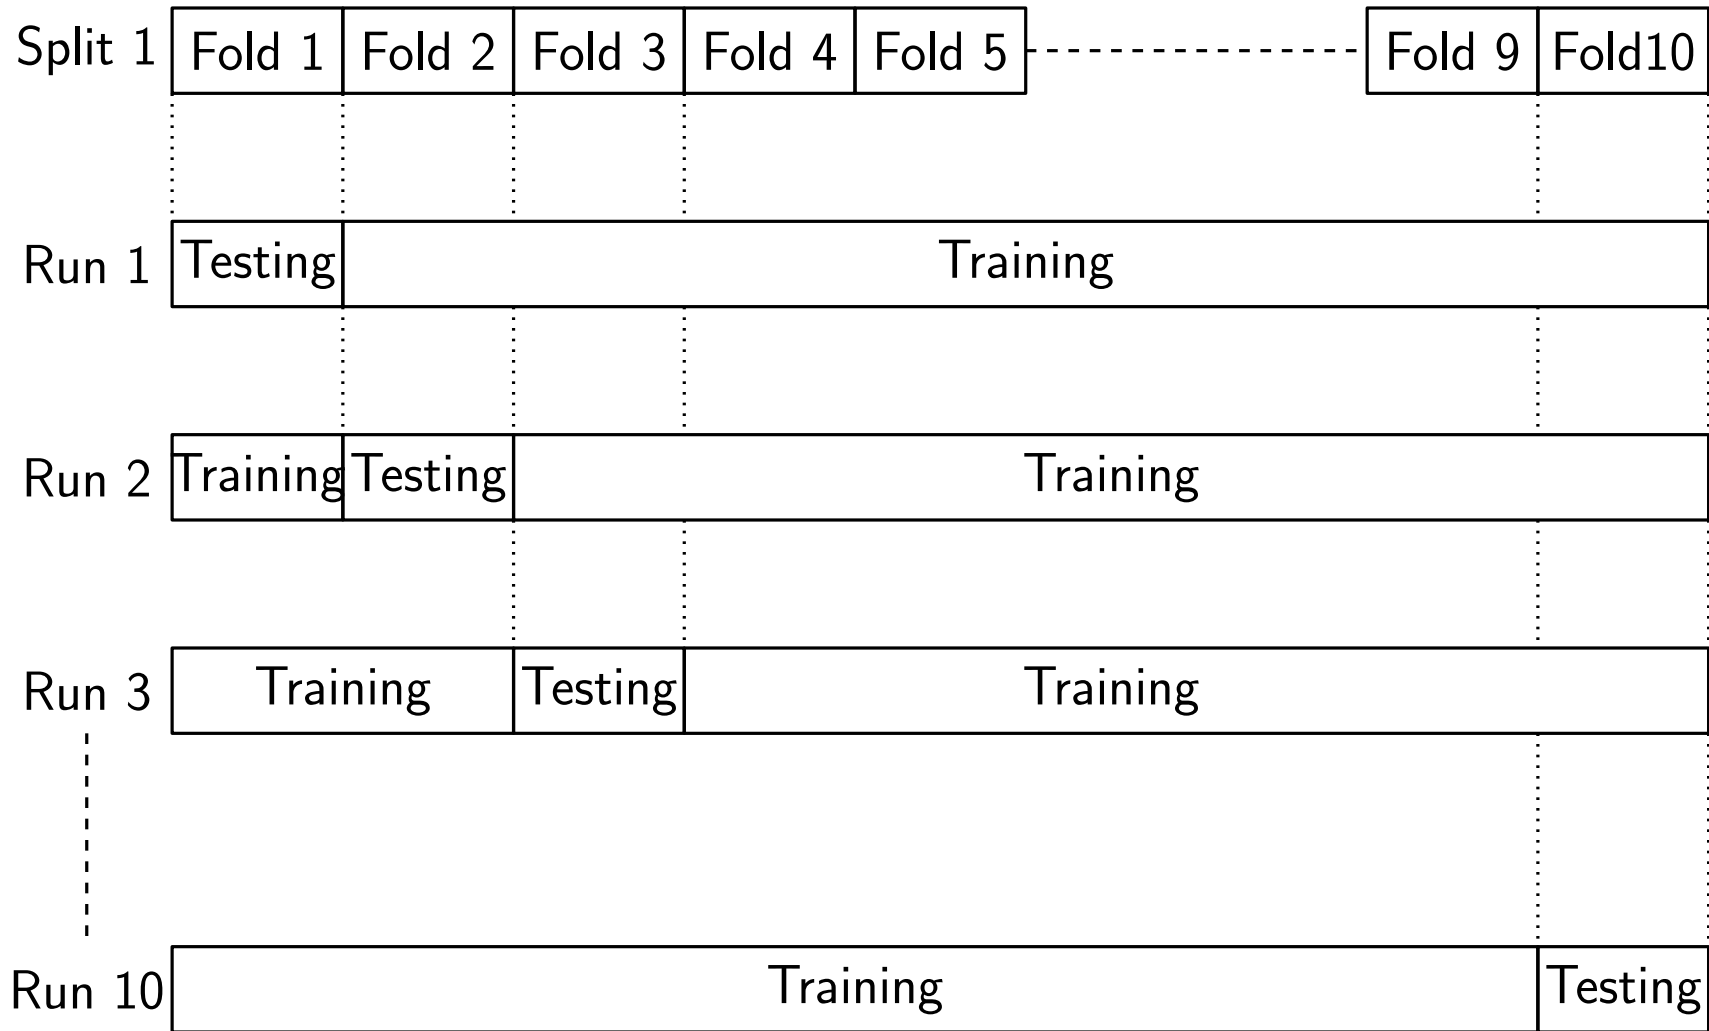 Split 1 Fold 1 Fold 2 Fold 3 Fold 4 Fold 5 Fold 9 Fold10
Run 1 Testing Training
Run 2 Training Testing Training
Run 3 Training Testing Training
Run 10 Training Testing